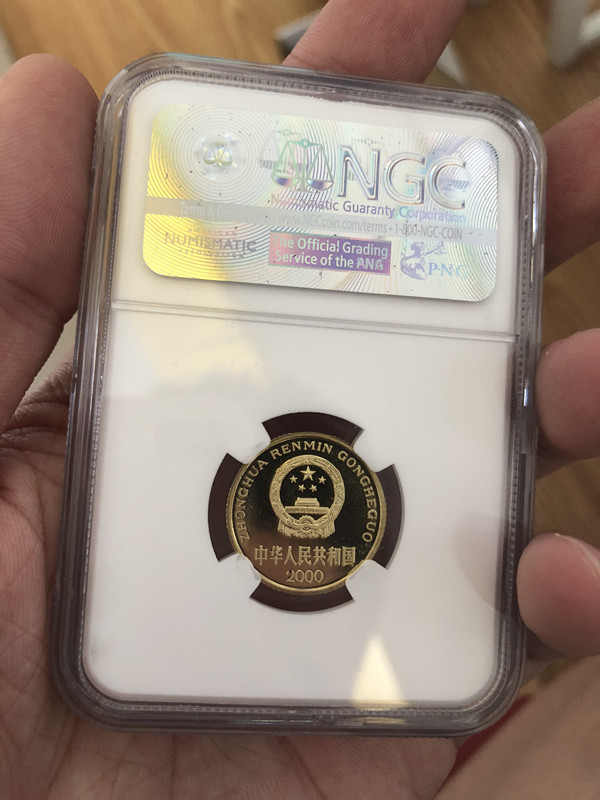 NGC
Numismatic Guaranty Corporation
www.NGCcoin.com/terms • 1-800-NGC-COIN
NUMISMATIC
The Official Grading
Service of the ANA
PNG
ZHONGHUA RENMIN GONGHEGUO
中华人民共和国
2000